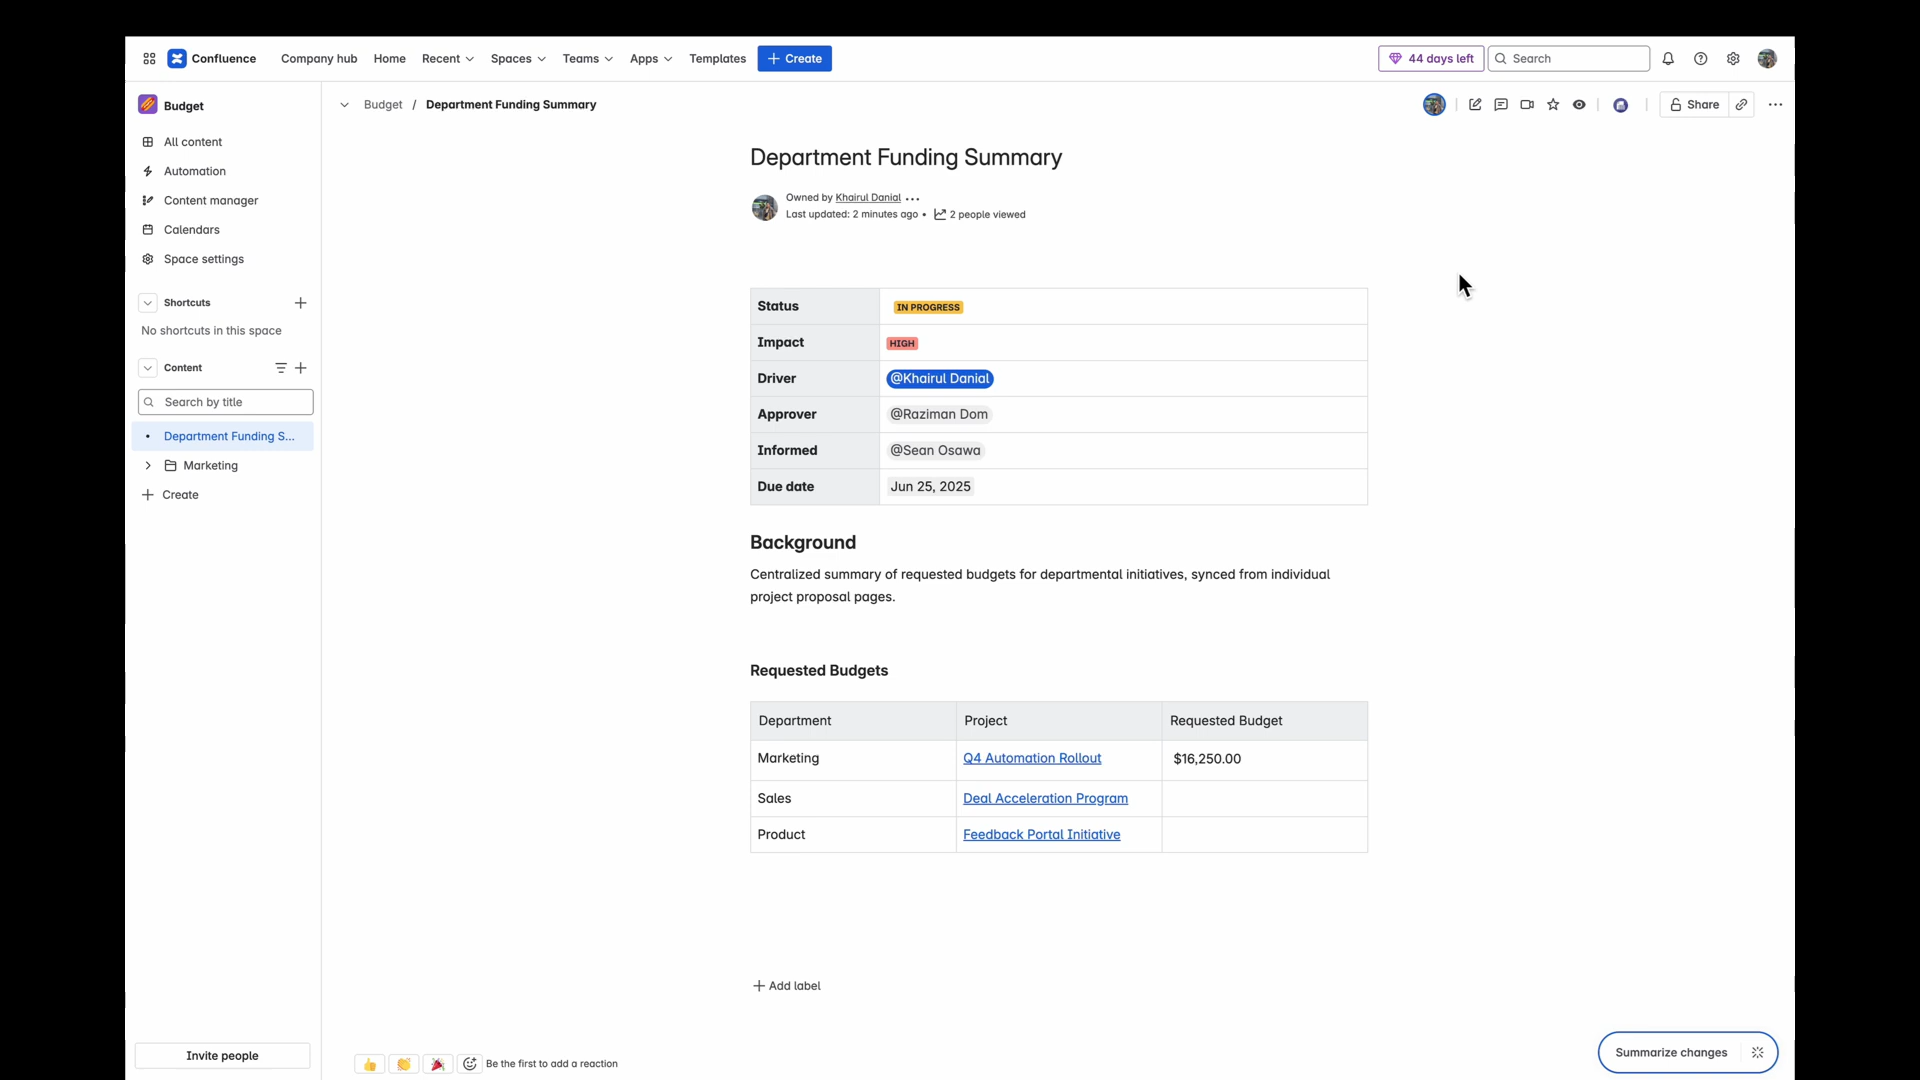 Confluence
Company hub
Home
Recent
Spaces
Teams
Apps
Templates
Create
44 days left
Search
Budget
All content
Automation
Content manager
Calendars
Space settings
Shortcuts
No shortcuts in this space
Content
Search by title
Department Funding S...
Marketing
Create
Invite people
Budget / Department Funding Summary
Share
Department Funding Summary
Owned by Khairul Danial
Last updated: 2 minutes ago • 2 people viewed
Status IN PROGRESS
Impact HIGH
Driver @Khairul Danial
Approver @Raziman Dom
Informed @Sean Osawa
Due date Jun 25, 2025
Background
Centralized summary of requested budgets for departmental initiatives, synced from individual
project proposal pages.
Requested Budgets
Department Project Requested Budget
Marketing Q4 Automation Rollout $16,250.00
Sales Deal Acceleration Program
Product Feedback Portal Initiative
Add label
Be the first to add a reaction
Summarize changes